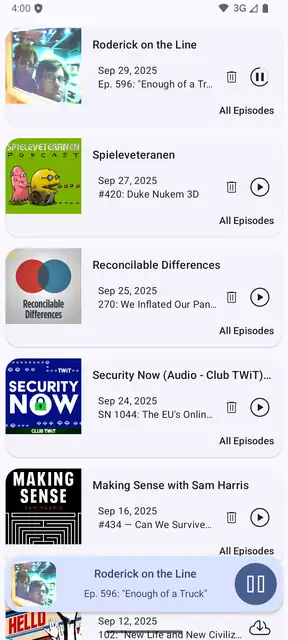 4:00
3G
Roderick on the Line
Sep 29, 2025
Ep. 596: "Enough of a Tr...
All Episodes
SPIELEVETERANEN
PODCAST
Spieleveteranen
Sep 27, 2025
#420: Duke Nukem 3D
All Episodes
Reconcilable
Differences
Reconcilable Differences
Sep 25, 2025
270: We Inflated Our Pan...
All Episodes
TWiT
SECURITY
NOW
CLUB TWiT
Security Now (Audio - Club TWiT)...
Sep 24, 2025
SN 1044: The EU's Onlin...
All Episodes
MAKING
SENSE
SAM HARRIS
Making Sense with Sam Harris
Sep 16, 2025
#434 — Can We Survive...
All Episodes
Roderick on the Line
Ep. 596: "Enough of a Truck"
HELLO
Sep 12, 2025
102: "New Life and New Civiliz...